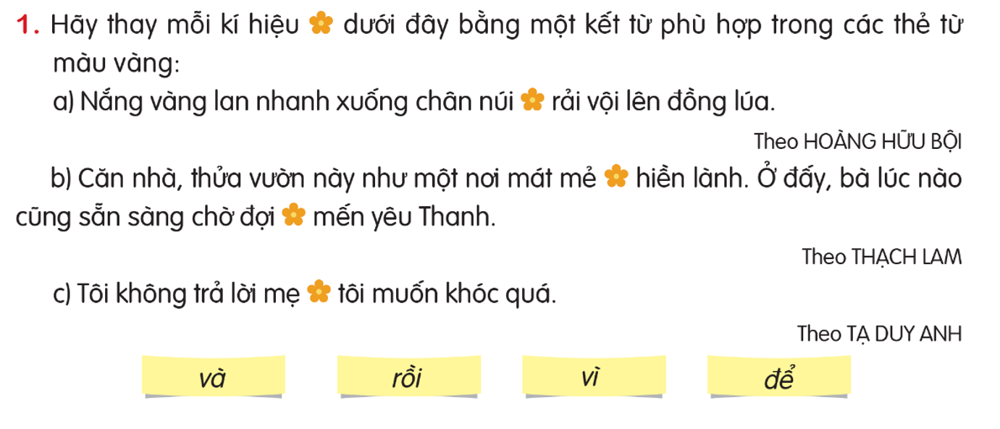 1. Hãy thay mỗi kí hiệu dưới đây bằng một kết từ phù hợp trong các thẻ từ
màu vàng:
a) Nắng vàng lan nhanh xuống chân núi rải vội lên đồng lúa.
Theo HOÀNG HỮU BỘI
b) Căn nhà, thửa vườn này như một nơi mát mẻ hiền lành. Ở đấy, bà lúc nào
cũng sẵn sàng chờ đợi mến yêu Thanh.
Theo THẠCH LAM
c) Tôi không trả lời mẹ tôi muốn khóc quá.
Theo TẠ DUY ANH
và rồi vì để